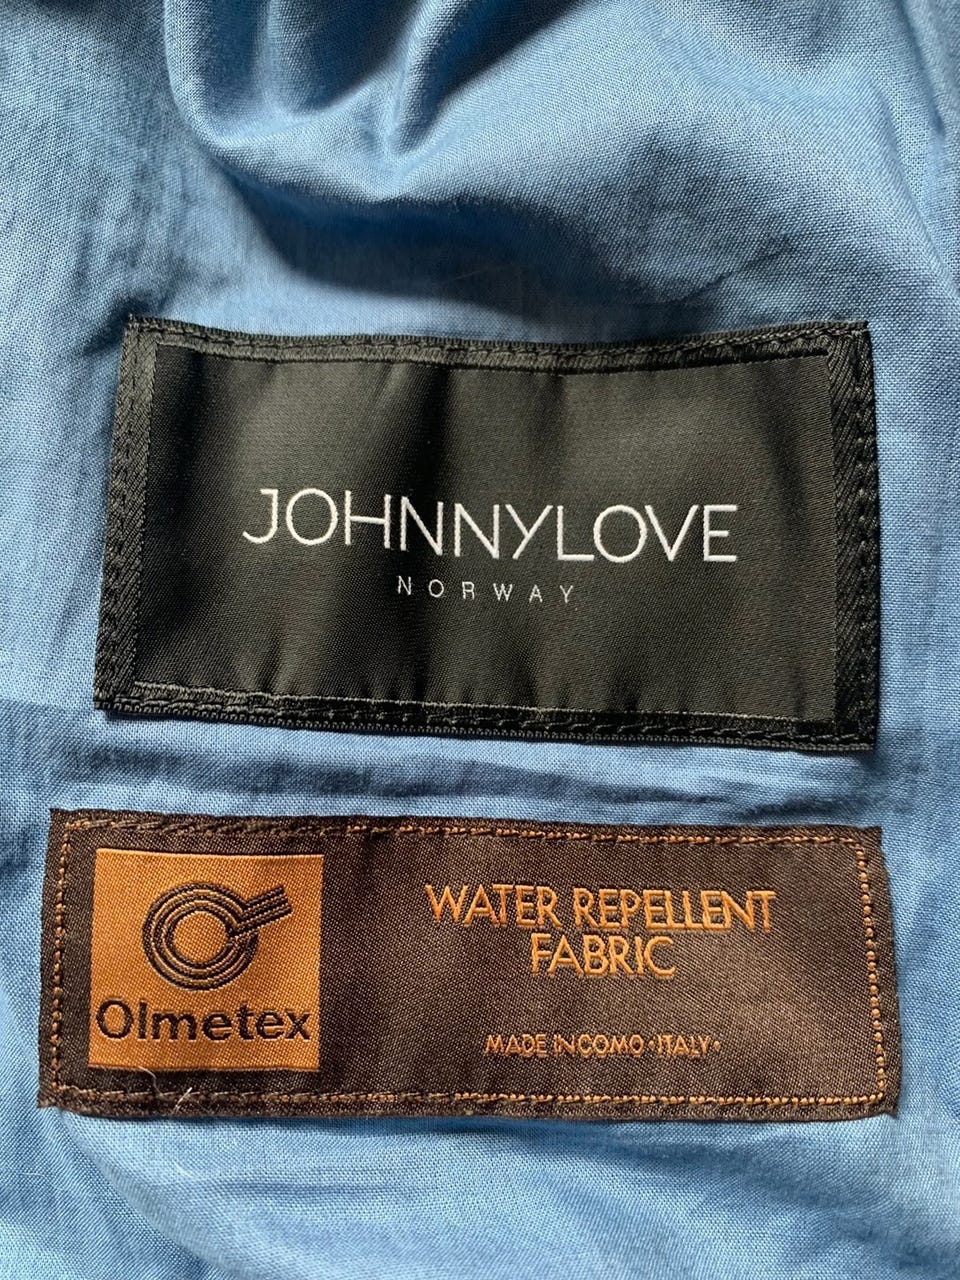 JOHNNYLOVE
NORWAY
Olmetex
WATER REPELLENT
FABRIC
MADE IN COMO • ITALY •